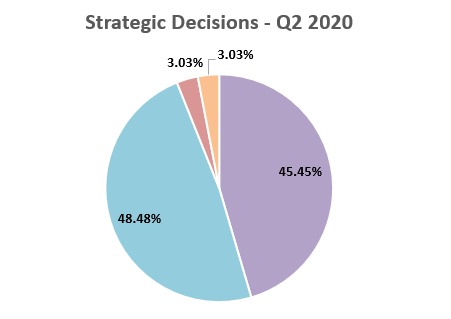 Strategic Decisions - Q2 2020
3.03%
3.03%
45.45%
48.48%